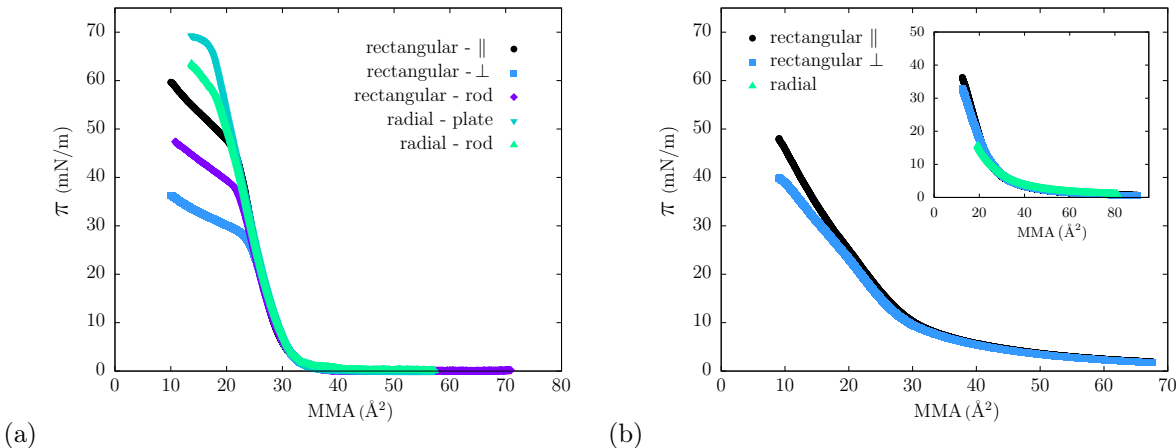 70
60
50
40
30
20
10
0
π (mN/m)
rectangular - ∥
rectangular - ⊥
rectangular - rod
radial - plate
radial - rod
0 10 20 30 40 50 60 70 80
MMA (Å²)
(a)
70
60
50
40
30
20
10
0
π (mN/m)
rectangular ∥
rectangular ⊥
radial
50
40
30
20
10
0
0 20 40 60 80
MMA (Å²)
0 10 20 30 40 50 60 70
MMA (Å²)
(b)